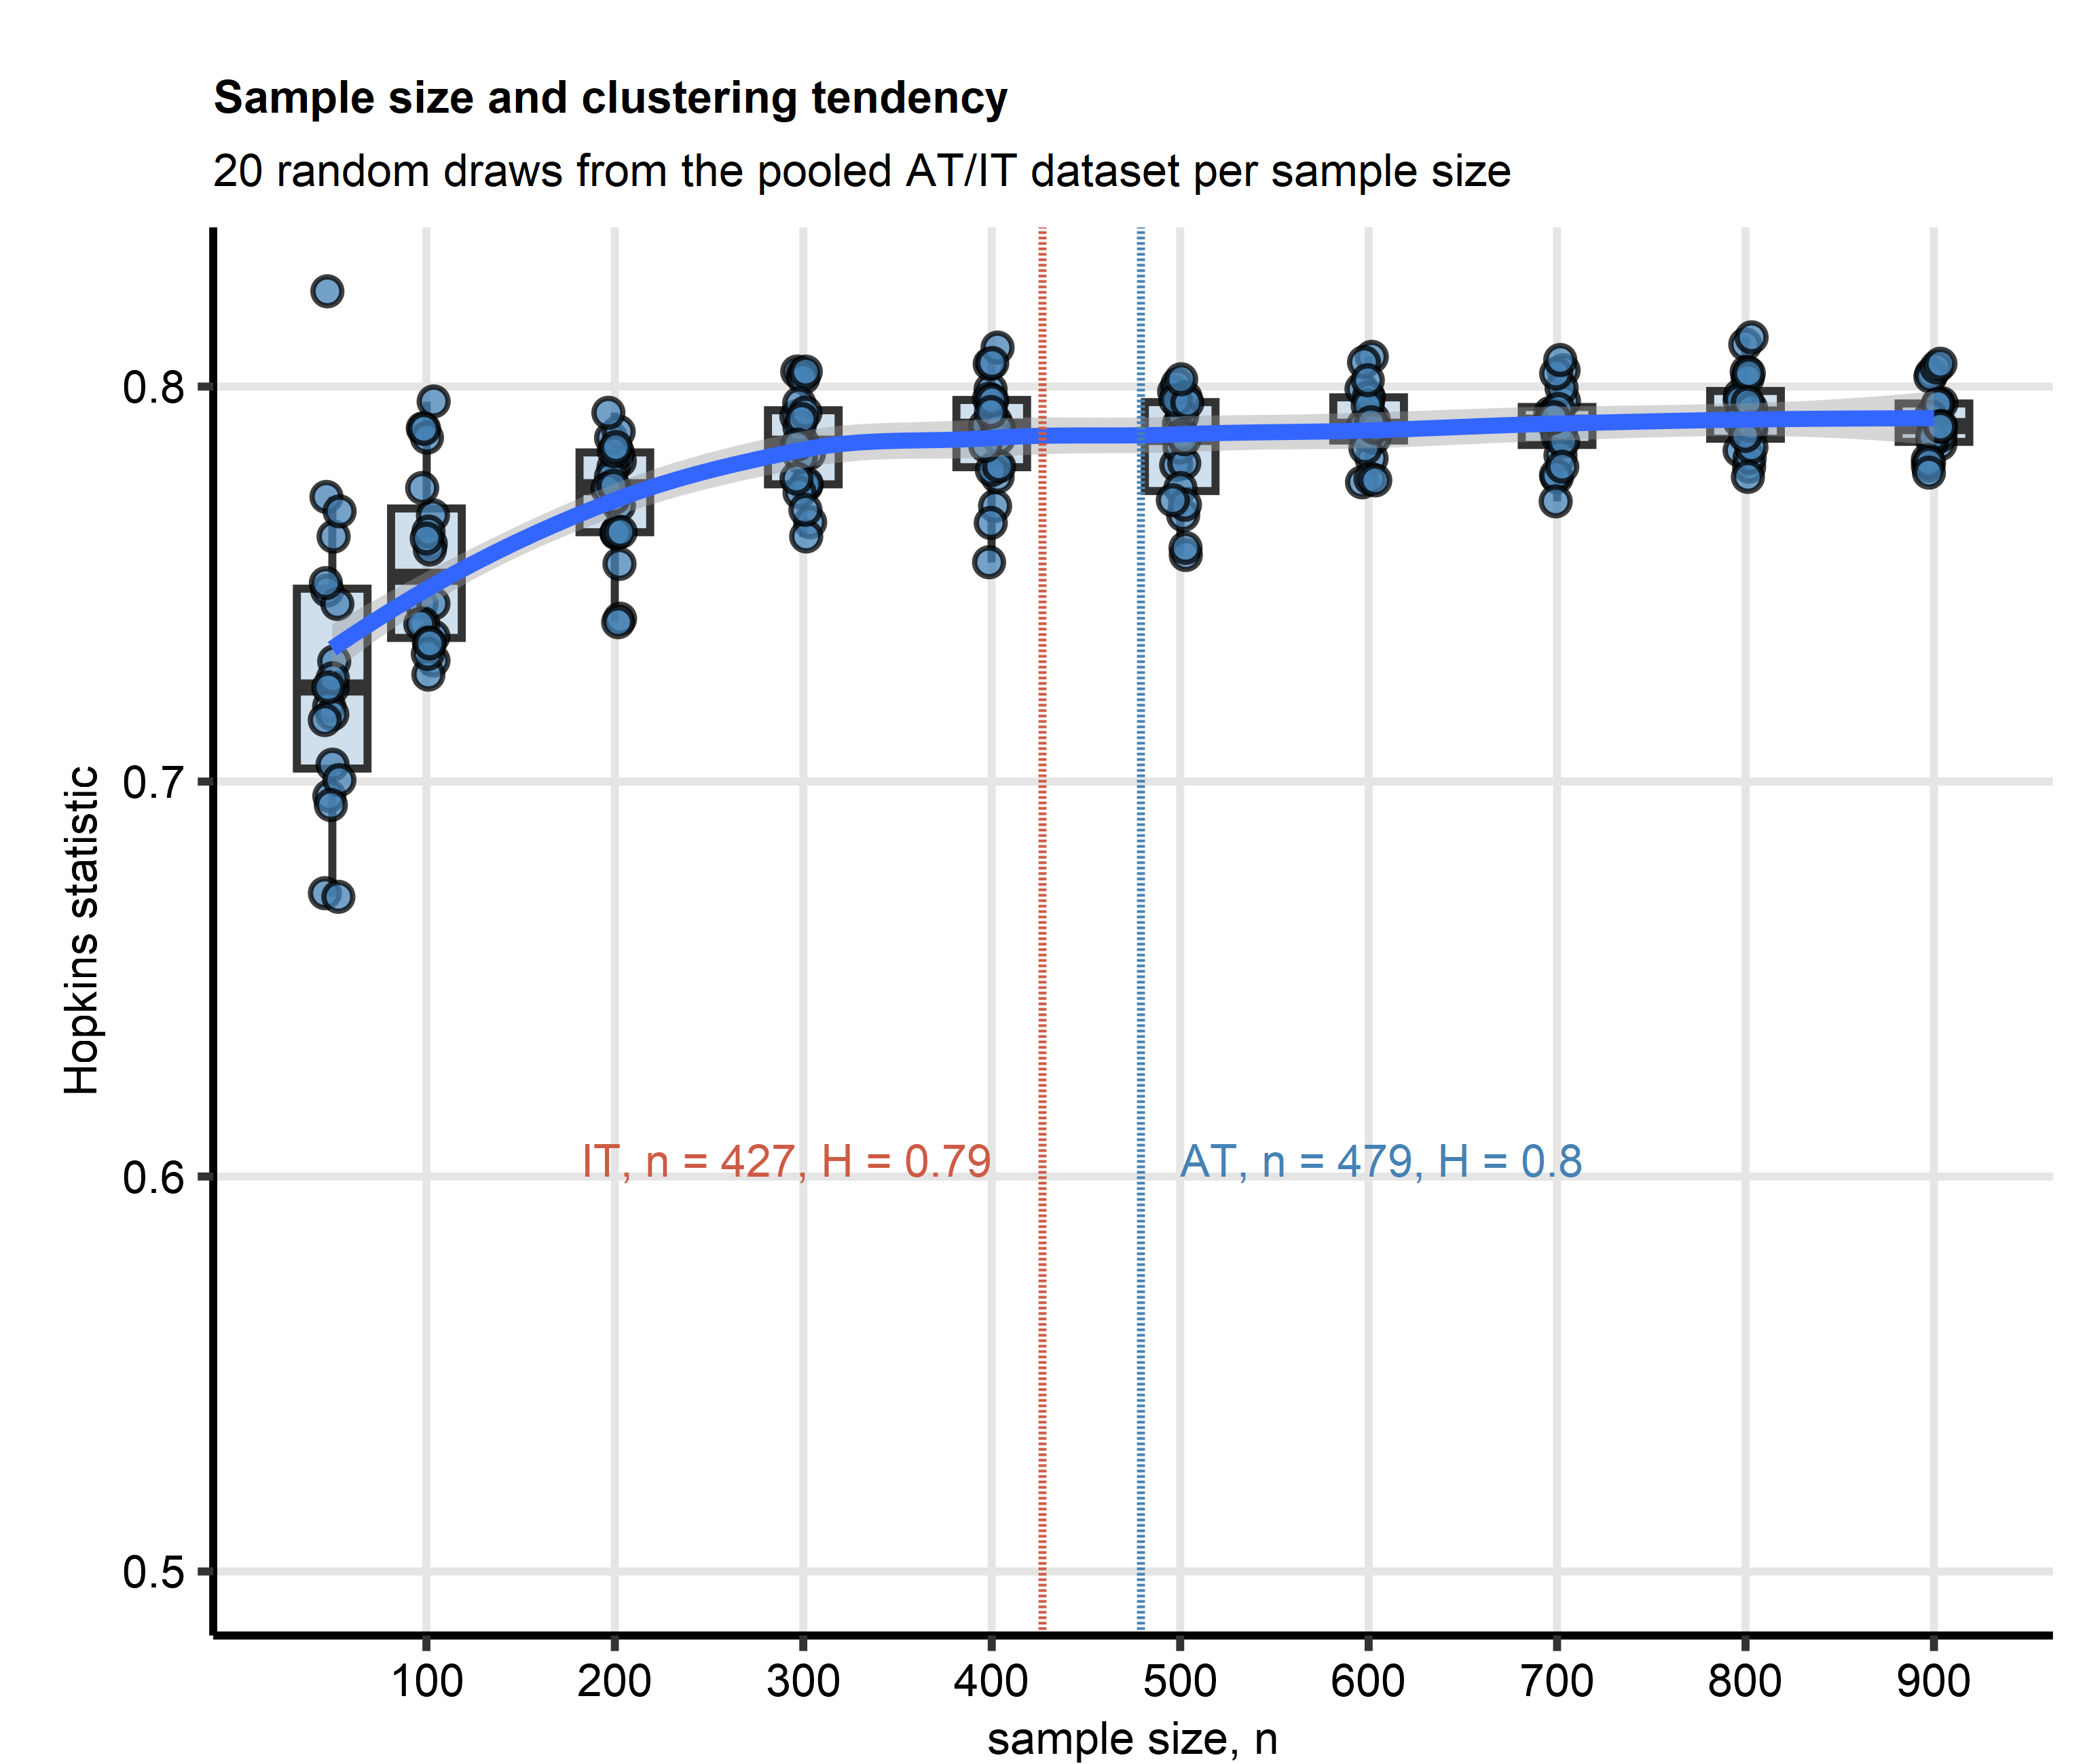 Sample size and clustering tendency
20 random draws from the pooled AT/IT dataset per sample size
Hopkins statistic
0.8
0.7
0.6
0.5
IT, n = 427, H = 0.79
AT, n = 479, H = 0.8
100 200 300 400 500 600 700 800 900
sample size, n